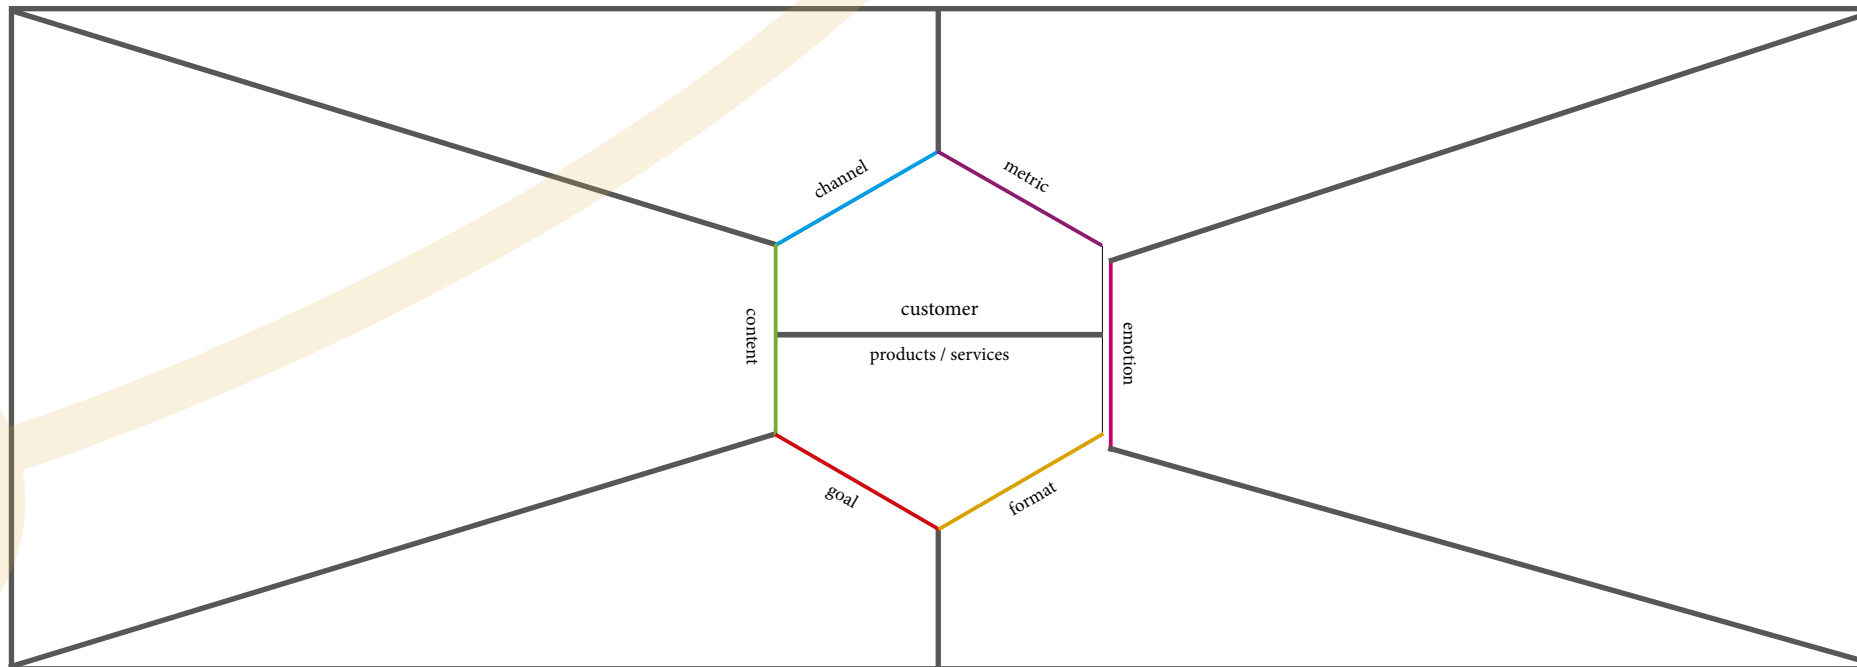 channel
metric
customer
content
emotion
products / services
goal
format